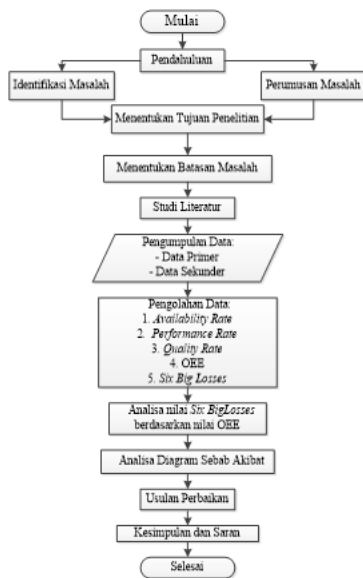 Mulai
Pendahuluan
Identifikasi Masalah
Perumusan Masalah
Menentukan Tujuan Penelitian
Menentukan Batasan Masalah
Studi Literatur
Pengumpulan Data:
- Data Primer
- Data Sekunder
Pengolahan Data:
1. Availability Rate
2. Performance Rate
3. Quality Rate
4. OEE
5. Six Big Losses
Analisa nilai Six BigLosses
berdasarkan nilai OEE
Analisa Diagram Sebab Akibat
Usulan Perbaikan
Kesimpulan dan Saran
Selesai